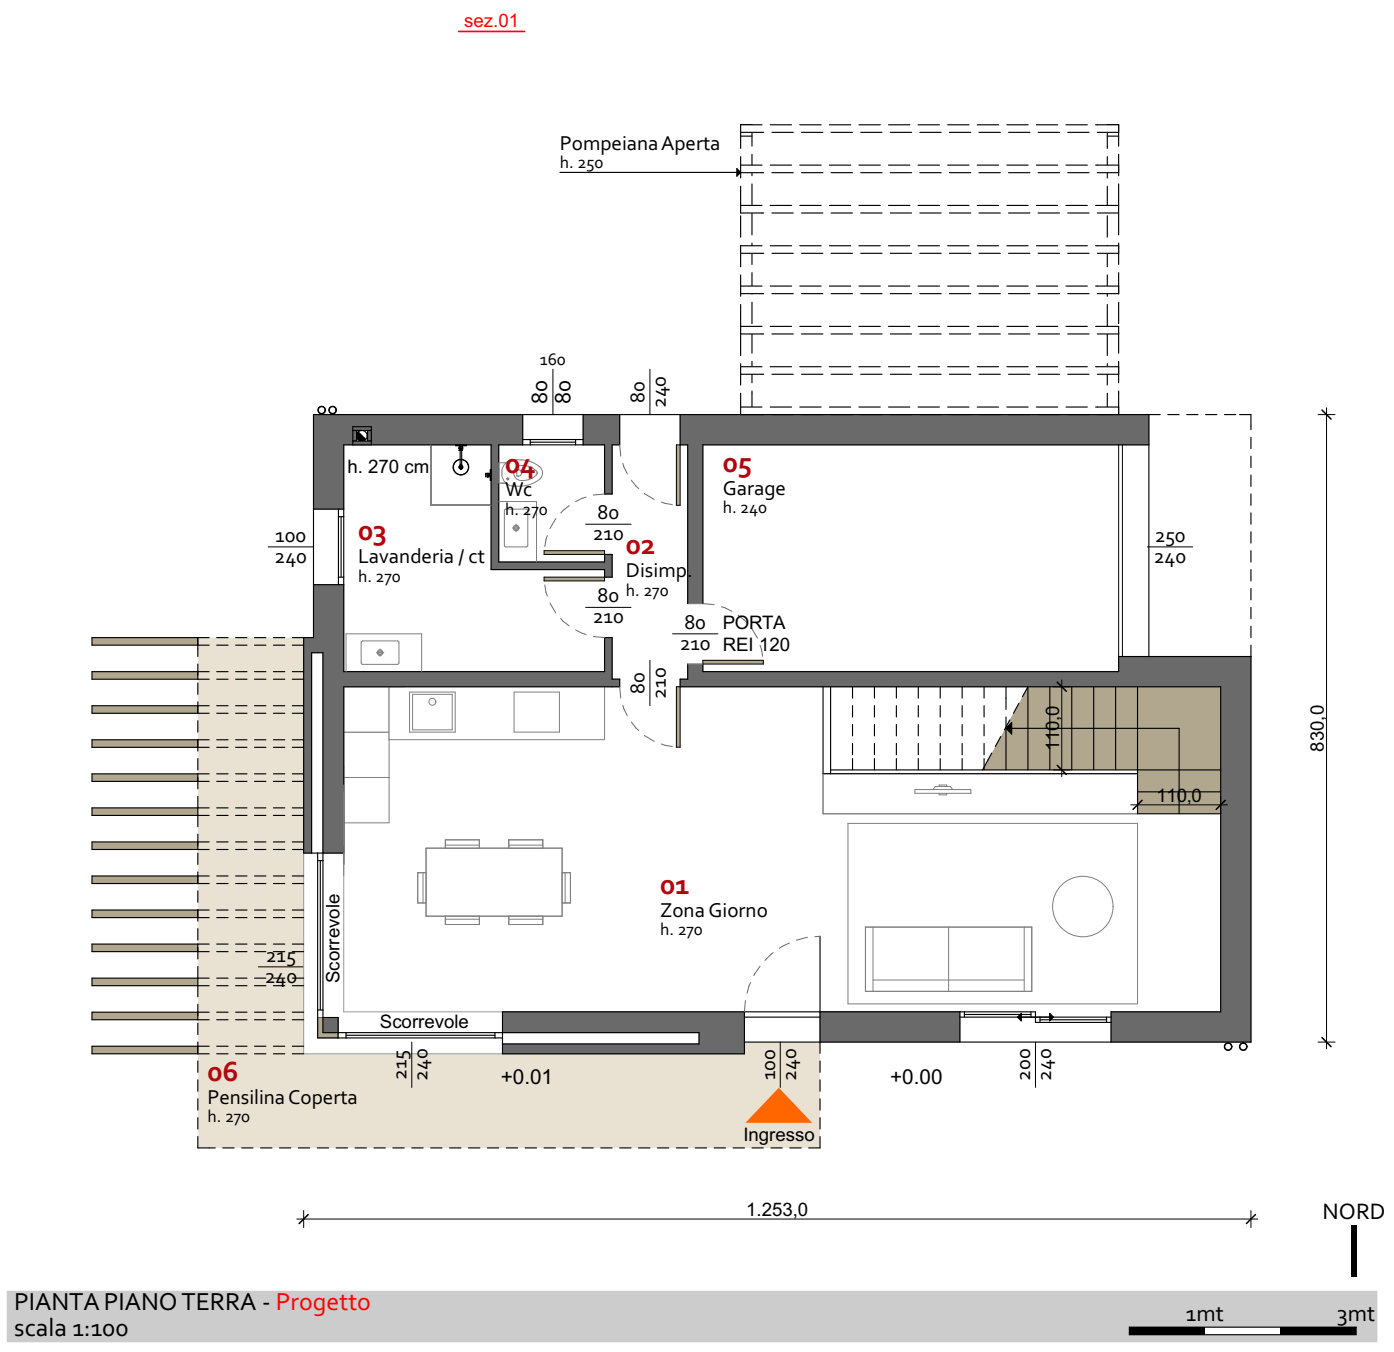 sez.01
Pompeiana Aperta
h. 250
160
80
80
80
240
h. 270 cm
04
Wc
h. 270
05
Garage
h. 240
03
Lavanderia / ct
h. 270
100
240
80
210
02
Disimp.
h. 270
250
240
80
210
80
210
PORTA
REI 120
80
210
110,0
110,0
830,0
01
Zona Giorno
h. 270
Scorrevole
215
240
Scorrevole
215
240
100
240
200
240
06
Pensilina Coperta
h. 270
+0.01
+0.00
Ingresso
1.253,0
NORD
PIANTA PIANO TERRA - Progetto
scala 1:100
1mt
3mt